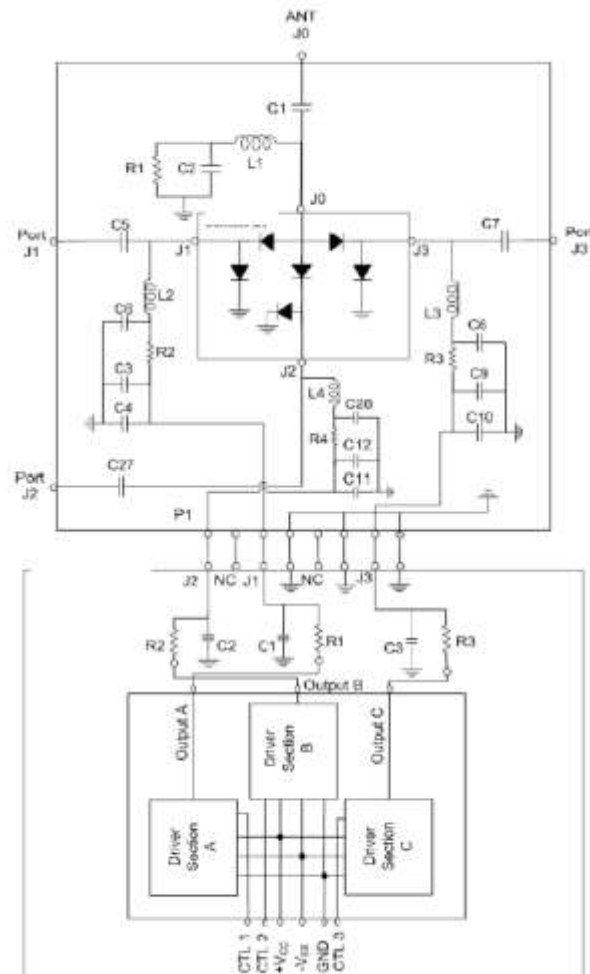 ANT
J0
C1
R1
C2
L1
J0
Port
J1
C5
J1
J3
C7
Port
J3
L2
C6
R2
C3
C4
L3
R3
C6
C9
C10
J2
L4
C28
R4
C12
C11
Port
J2
C27
P1
J2
NC
J1
NC
J3
R2
C2
C1
R1
C3
R3
Output B
Output A
Output C
Driver
Section
B
Driver
Section
A
Driver
Section
C
CTL 1
CTL 2
+Vcc
-VEE
GND
CTL 3